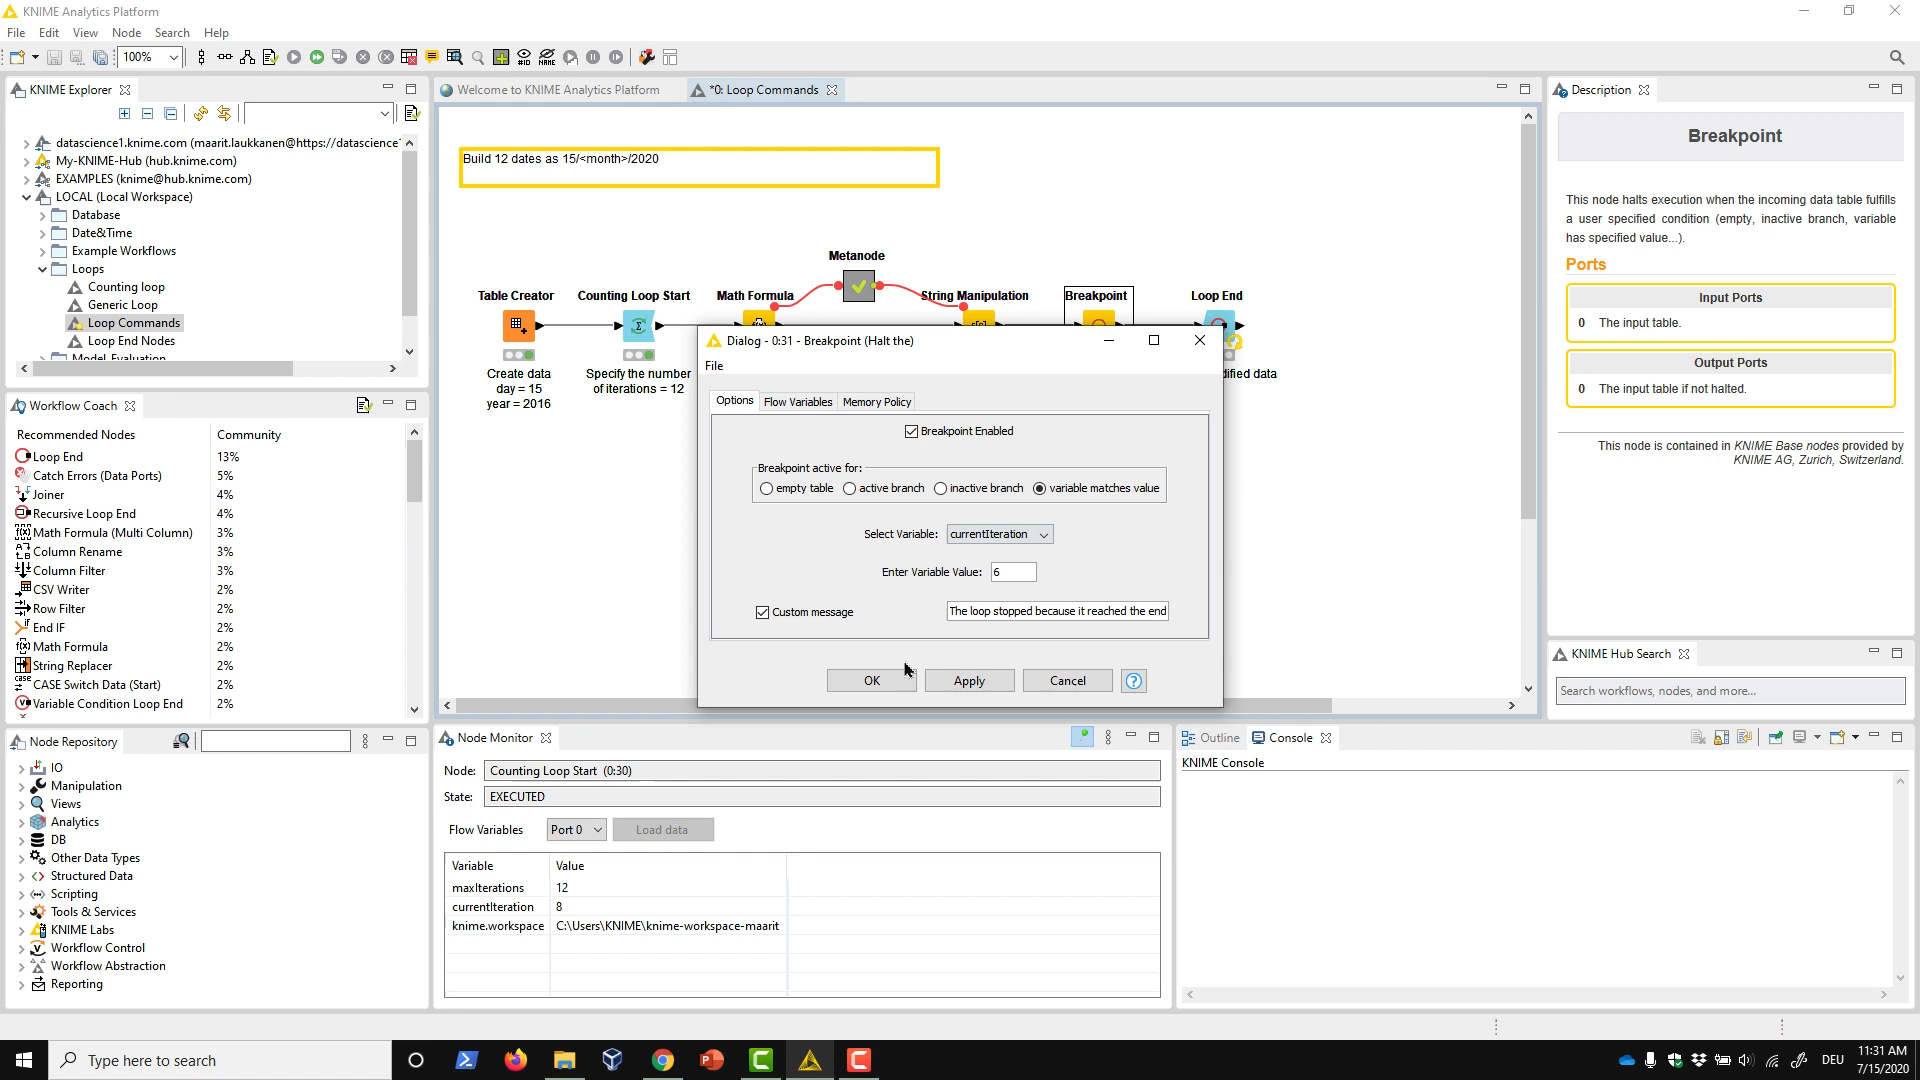 KNIME Analytics Platform
File Edit View Node Search Help
100%
KNIME Explorer
datascience1.knime.com (maarit.laukkanen@https://datascience
My-KNIME-Hub (hub.knime.com)
EXAMPLES (knime@hub.knime.com)
LOCAL (Local Workspace)
Database
Date&Time
Example Workflows
Loops
Counting loop
Generic Loop
Loop Commands
Loop End Nodes
Model Evaluation
Workflow Coach
Recommended Nodes Community
Loop End 13%
Catch Errors (Data Ports) 5%
Joiner 4%
Recursive Loop End 4%
Math Formula (Multi Column) 3%
Column Rename 3%
Column Filter 3%
CSV Writer 2%
Row Filter 2%
End IF 2%
Math Formula 2%
String Replacer 2%
CASE Switch Data (Start) 2%
Variable Condition Loop End 2%
Node Repository
IO
Manipulation
Views
Analytics
DB
Other Data Types
Structured Data
Scripting
Tools & Services
KNIME Labs
Workflow Control
Workflow Abstraction
Reporting
Welcome to KNIME Analytics Platform *0: Loop Commands
Build 12 dates as 15/<month>/2020
Metanode
Table Creator Counting Loop Start Math Formula String Manipulation Breakpoint Loop End
Create data
day = 15
year = 2016
Specify the number
of iterations = 12
dified data
Dialog - 0:31 - Breakpoint (Halt the)
File
Options Flow Variables Memory Policy
Breakpoint Enabled
Breakpoint active for:
empty table active branch inactive branch variable matches value
Select Variable: currentIteration
Enter Variable Value: 6
Custom message The loop stopped because it reached the end
OK Apply Cancel
Node Monitor
Node: Counting Loop Start (0:30)
State: EXECUTED
Flow Variables Port 0 Load data
Variable Value
maxIterations 12
currentIteration 8
knime.workspace C:\Users\KNIME\knime-workspace-maarit
Description
Breakpoint
This node halts execution when the incoming data table fulfills
a user specified condition (empty, inactive branch, variable
has specified value...).
Ports
Input Ports
0 The input table.
Output Ports
0 The input table if not halted.
This node is contained in KNIME Base nodes provided by
KNIME AG, Zurich, Switzerland.
KNIME Hub Search
Search workflows, nodes, and more...
Outline Console
KNIME Console
Type here to search
DEU
11:31 AM
7/15/2020